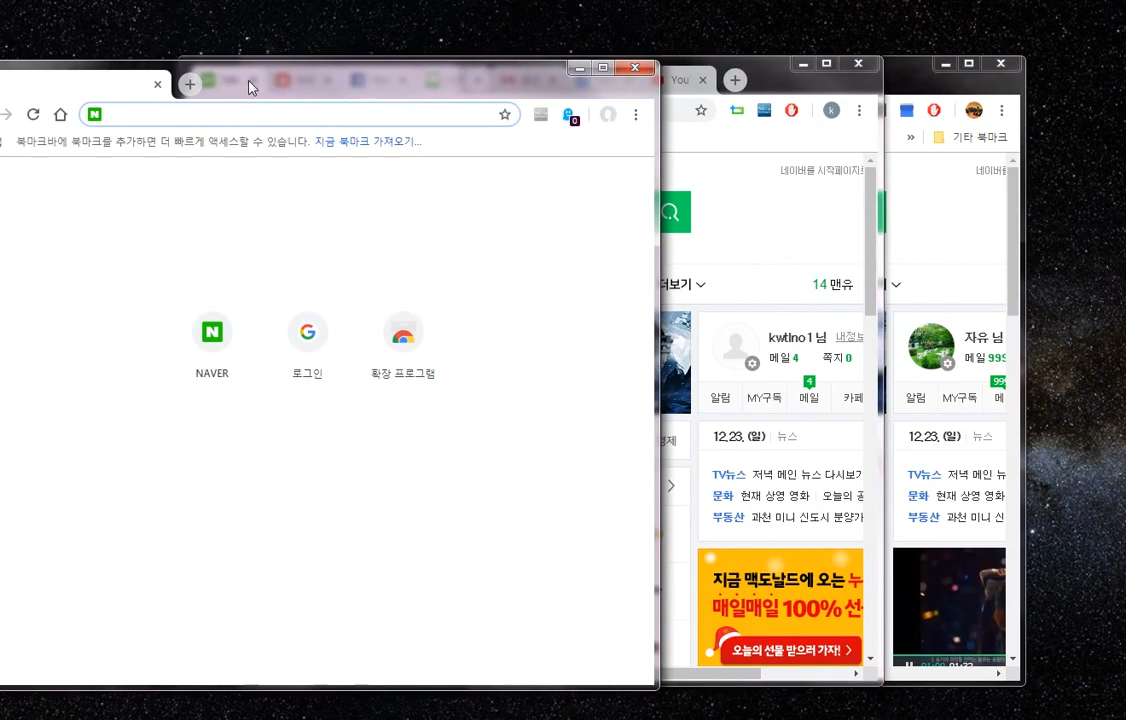 You
북마크바에 북마크를 추가하면 더 빠르게 액세스할 수 있습니다. 지금 북마크 가져오기...
N
0
k
» 기타 북마크
NAVER
로그인
확장 프로그램
네이버를 시작페이지로
더보기
14 맨유
kwtlno1 님 내정보
메일 4 쪽지 0
4
알림 MY구독 메일 카페
12.23. (일) 뉴스
TV뉴스 저녁 메인 뉴스 다시보기
문화 현재 상영 영화 오늘의 공
부동산 과천 미니 신도시 분양가
지금 맥도날드에 오는 누
매일매일 100% 선
오늘의 선물 받으러 가자! >
경제
네이버를
자유 님
메일 999
999
알림 MY구독 메
12.23. (일) 뉴스
TV뉴스 저녁 메인 뉴
문화 현재 상영 영화
부동산 과천 미니 신